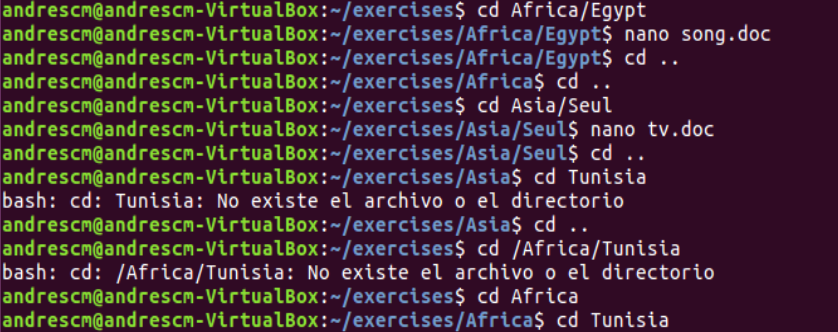 andrescm@andrescm-VirtualBox:~/exercises$ cd Africa/Egypt
andrescm@andrescm-VirtualBox:~/exercises/Africa/Egypt$ nano song.doc
andrescm@andrescm-VirtualBox:~/exercises/Africa/Egypt$ cd ..
andrescm@andrescm-VirtualBox:~/exercises/Africa$ cd ..
andrescm@andrescm-VirtualBox:~/exercises$ cd Asia/Seul
andrescm@andrescm-VirtualBox:~/exercises/Asia/Seul$ nano tv.doc
andrescm@andrescm-VirtualBox:~/exercises/Asia/Seul$ cd ..
andrescm@andrescm-VirtualBox:~/exercises/Asia$ cd Tunisia
bash: cd: Tunisia: No existe el archivo o el directorio
andrescm@andrescm-VirtualBox:~/exercises/Asia$ cd ..
andrescm@andrescm-VirtualBox:~/exercises$ cd /Africa/Tunisia
bash: cd: /Africa/Tunisia: No existe el archivo o el directorio
andrescm@andrescm-VirtualBox:~/exercises$ cd Africa
andrescm@andrescm-VirtualBox:~/exercises/Africa$ cd Tunisia